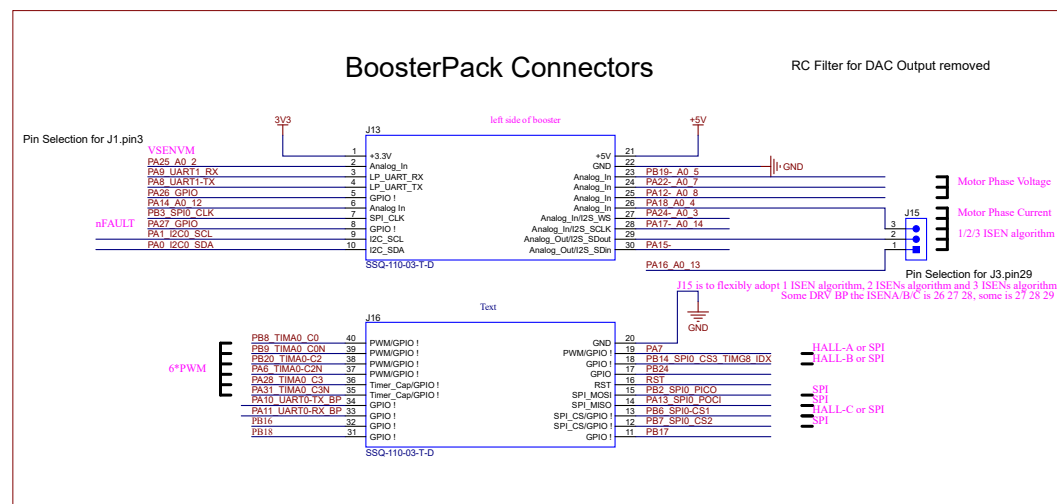 BoosterPack Connectors
RC Filter for DAC Output removed
Pin Selection for J1.pin3
3V3
left side of booster
+5V
J13
VSENVM
PA25_A0_2
PA9_UART1_RX
PA8_UART1-TX
PA26_GPIO
PA14_A0_12
PB3_SPI0_CLK
nFAULT
PA27_GPIO
PA1_I2C0_SCL
PA0_I2C0_SDA
1 +3.3V
2 Analog_In
3 LP_UART_RX
4 LP_UART_TX
5 GPIO !
6 Analog In
7 SPI_CLK
8 GPIO !
9 I2C_SCL
10 I2C_SDA
+5V 21
GND 22
Analog_In 23
Analog_In 24
Analog_In 25
Analog_In 26
Analog_In/I2S_WS 27
Analog_In/I2S_SCLK 28
Analog_Out/I2S_SDout 29
Analog_Out/I2S_SDin 30
GND
PB19-_A0_5
PA22-_A0_7
PA12-_A0_8
PA18_A0_4
PA24-_A0_3
PA17-_A0_14
PA15-
PA16_A0_13
SSQ-110-03-T-D
Motor Phase Voltage
Motor Phase Current
1/2/3 ISEN algorithm
J15
3
2
1
Pin Selection for J3.pin29
J15 is to flexibly adopt 1 ISEN algorithm, 2 ISENs algorithm and 3 ISENs algorithm
Some DRV BP the ISENA/B/C is 26 27 28, some is 27 28 29
Text
GND
J16
6*PWM
PB8_TIMA0_C0
PB9_TIMA0_C0N
PB20_TIMA0-C2
PA6_TIMA0-C2N
PA28_TIMA0_C3
PA31_TIMA0_C3N
PA10_UART0-TX_BP
PA11_UART0-RX_BP
PB16
PB18
40 PWM/GPIO !
39 PWM/GPIO !
38 PWM/GPIO !
37 PWM/GPIO !
36 Timer_Cap/GPIO !
35 Timer_Cap/GPIO !
34 GPIO !
33 GPIO !
32 GPIO !
31 GPIO !
GND 20
PWM/GPIO ! 19
GPIO ! 18
GPIO 17
RST 16
SPI_MOSI 15
SPI_MISO 14
SPI_CS/GPIO ! 13
SPI_CS/GPIO ! 12
GPIO ! 11
PA7
PB14_SPI0_CS3_TIMG8_IDX
PB24
RST
PB2_SPI0_PICO
PA13_SPI0_POCI
PB6_SPI0-CS1
PB7_SPI0_CS2
PB17
HALL-A or SPI
HALL-B or SPI
SPI
SPI
HALL-C or SPI
SPI
SSQ-110-03-T-D